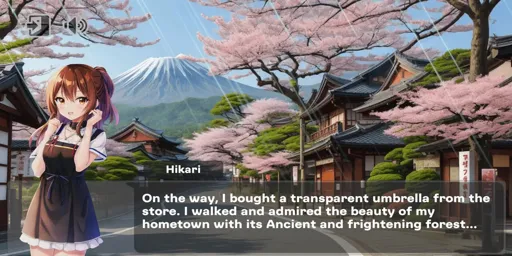 Hikari
On the way, I bought a transparent umbrella from the
store. I walked and admired the beauty of my
hometown with its Ancient and frightening forest...